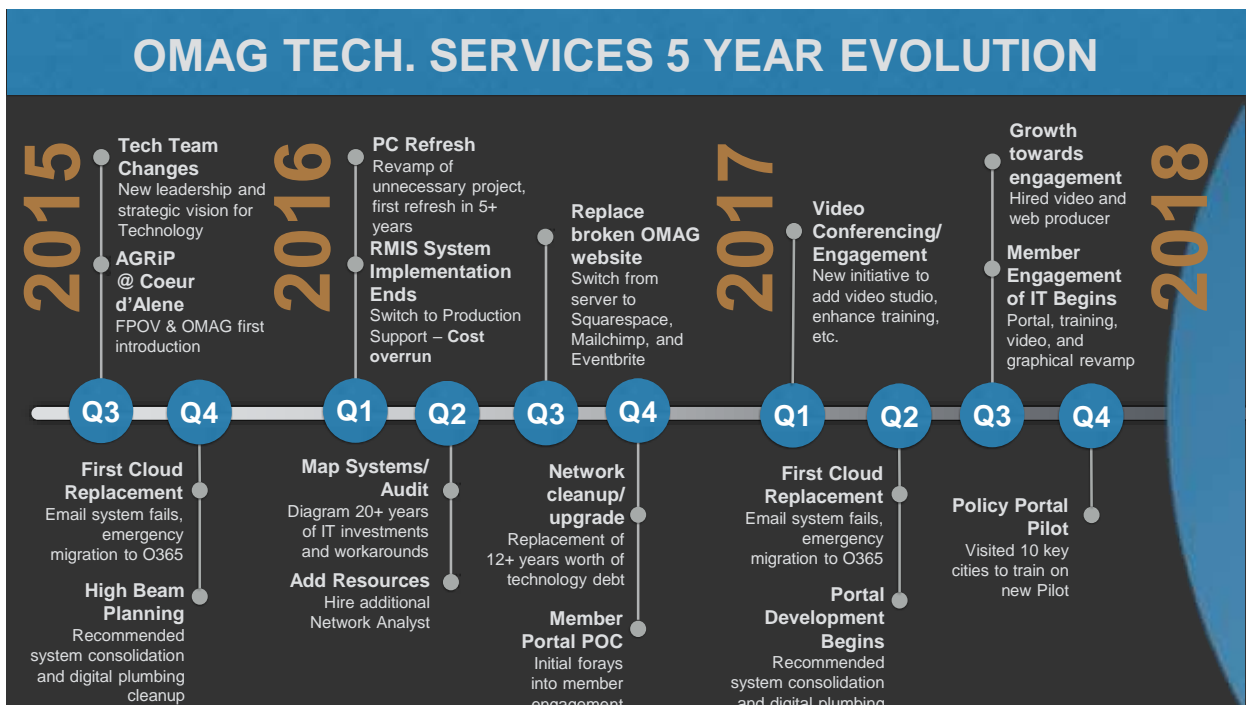 OMAG TECH. SERVICES 5 YEAR EVOLUTION
2015
Tech Team
Changes
New leadership and
strategic vision for
Technology
AGRiP
@ Coeur
d’Alene
FPOV & OMAG first
introduction
2016
PC Refresh
Revamp of
unnecessary project,
first refresh in 5+
years
RMIS System
Implementation
Ends
Switch to Production
Support – Cost
overrun
Replace
broken OMAG
website
Switch from
server to
Squarespace,
Mailchimp, and
Eventbrite
2017
Video
Conferencing/
Engagement
New initiative to
add video studio,
enhance training,
etc.
Growth
towards
engagement
Hired video and
web producer
Member
Engagement
of IT Begins
Portal, training,
video, and
graphical revamp
2018
Q3
Q4
Q1
Q2
Q3
Q4
Q1
Q2
Q3
Q4
First Cloud
Replacement
Email system fails,
emergency
migration to O365
High Beam
Planning
Recommended
system consolidation
and digital plumbing
cleanup
Map Systems/
Audit
Diagram 20+ years
of IT investments
and workarounds
Add Resources
Hire additional
Network Analyst
Network
cleanup/
upgrade
Replacement of
12+ years worth of
technology debt
Member
Portal POC
Initial forays
into member
engagement
First Cloud
Replacement
Email system fails,
emergency
migration to O365
Portal
Development
Begins
Recommended
system consolidation
and digital plumbing
Policy Portal
Pilot
Visited 10 key
cities to train on
new Pilot